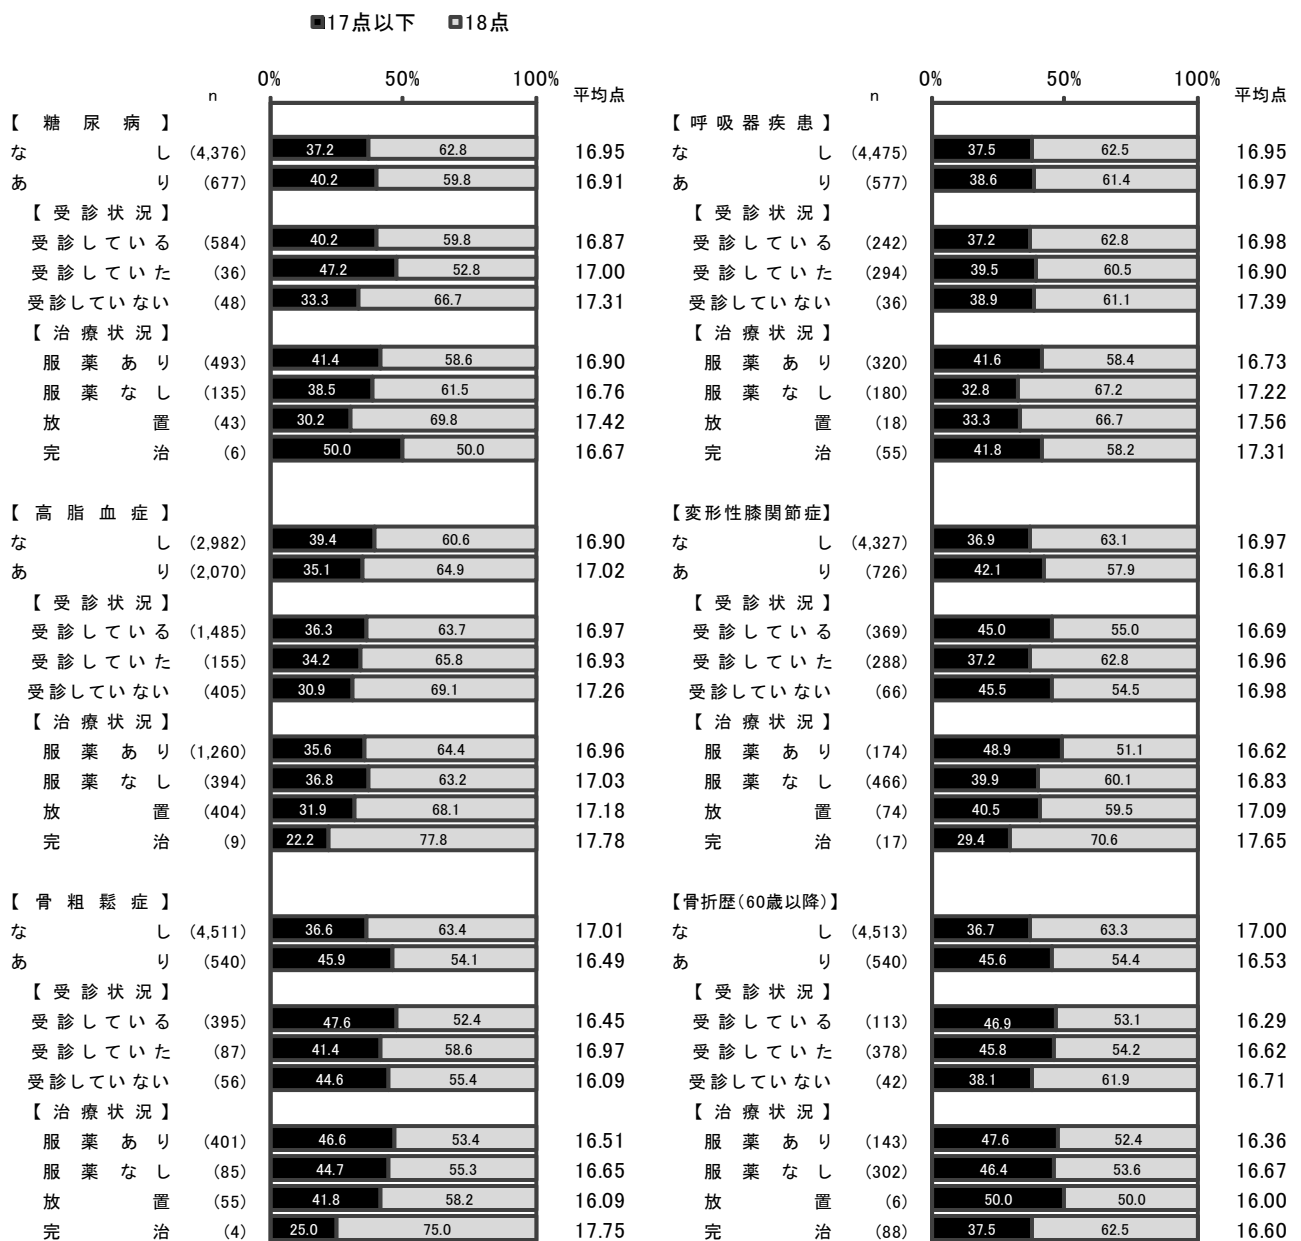 ■17点以下 □18点
0% 50% 100%
n 平均点
【糖尿病】
なし (4,376) 37.2 62.8 16.95
あり (677) 40.2 59.8 16.91
【受診状況】
受診している (584) 40.2 59.8 16.87
受診していた (36) 47.2 52.8 17.00
受診していない (48) 33.3 66.7 17.31
【治療状況】
服薬あり (493) 41.4 58.6 16.90
服薬なし (135) 38.5 61.5 16.76
放置 (43) 30.2 69.8 17.42
完治 (6) 50.0 50.0 16.67
【高脂血症】
なし (2,982) 39.4 60.6 16.90
あり (2,070) 35.1 64.9 17.02
【受診状況】
受診している (1,485) 36.3 63.7 16.97
受診していた (155) 34.2 65.8 16.93
受診していない (405) 30.9 69.1 17.26
【治療状況】
服薬あり (1,260) 35.6 64.4 16.96
服薬なし (394) 36.8 63.2 17.03
放置 (404) 31.9 68.1 17.18
完治 (9) 22.2 77.8 17.78
【骨粗鬆症】
なし (4,511) 36.6 63.4 17.01
あり (540) 45.9 54.1 16.49
【受診状況】
受診している (395) 47.6 52.4 16.45
受診していた (87) 41.4 58.6 16.97
受診していない (56) 44.6 55.4 16.09
【治療状況】
服薬あり (401) 46.6 53.4 16.51
服薬なし (85) 44.7 55.3 16.65
放置 (55) 41.8 58.2 16.09
完治 (4) 25.0 75.0 17.75
0% 50% 100%
n 平均点
【呼吸器疾患】
なし (4,475) 37.5 62.5 16.95
あり (577) 38.6 61.4 16.97
【受診状況】
受診している (242) 37.2 62.8 16.98
受診していた (294) 39.5 60.5 16.90
受診していない (36) 38.9 61.1 17.39
【治療状況】
服薬あり (320) 41.6 58.4 16.73
服薬なし (180) 32.8 67.2 17.22
放置 (18) 33.3 66.7 17.56
完治 (55) 41.8 58.2 17.31
【変形性膝関節症】
なし (4,327) 36.9 63.1 16.97
あり (726) 42.1 57.9 16.81
【受診状況】
受診している (369) 45.0 55.0 16.69
受診していた (288) 37.2 62.8 16.96
受診していない (66) 45.5 54.5 16.98
【治療状況】
服薬あり (174) 48.9 51.1 16.62
服薬なし (466) 39.9 60.1 16.83
放置 (74) 40.5 59.5 17.09
完治 (17) 29.4 70.6 17.65
【骨折歴(60歳以降)】
なし (4,513) 36.7 63.3 17.00
あり (540) 45.6 54.4 16.53
【受診状況】
受診している (113) 46.9 53.1 16.29
受診していた (378) 45.8 54.2 16.62
受診していない (42) 38.1 61.9 16.71
【治療状況】
服薬あり (143) 47.6 52.4 16.36
服薬なし (302) 46.4 53.6 16.67
放置 (6) 50.0 50.0 16.00
完治 (88) 37.5 62.5 16.60